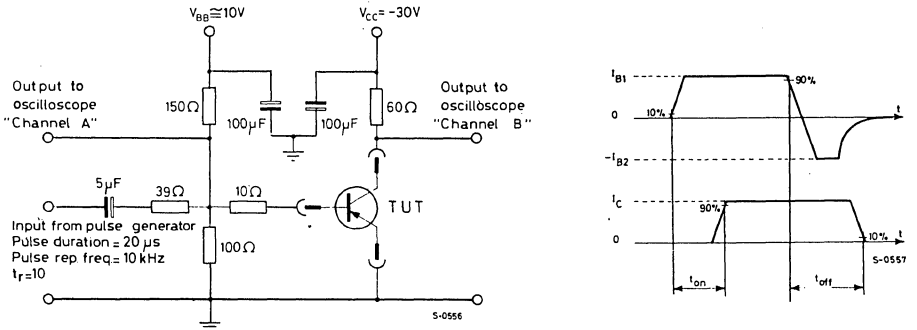 V_BB ≅ 10V
V_CC = -30V
Output to
oscilloscope
"Channel A"
150Ω
100µF
100µF
60Ω
Output to
oscilloscope
"Channel B"
5µF
39Ω
10Ω
TUT
Input from pulse generator
Pulse duration = 20 µs
Pulse rep. freq.= 10 kHz
t_r=10
100Ω
S-0556
I_B1
90%
10%
0
t
-I_B2
I_C
90%
10%
0
t
S-0557
t_on
t_off